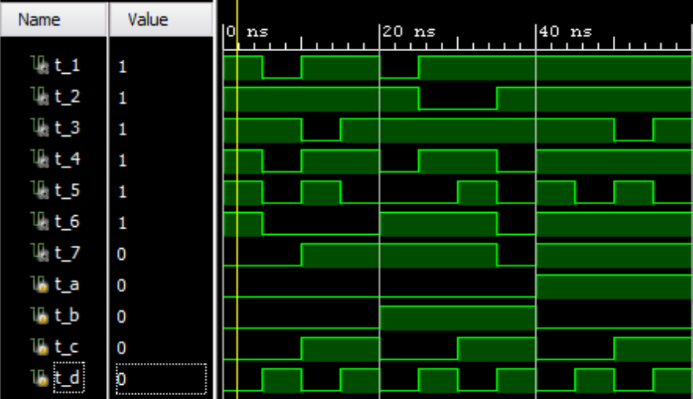 Name Value
0 ns 20 ns 40 ns
t_1 1
t_2 1
t_3 1
t_4 1
t_5 1
t_6 1
t_7 0
t_a 0
t_b 0
t_c 0
t_d 0